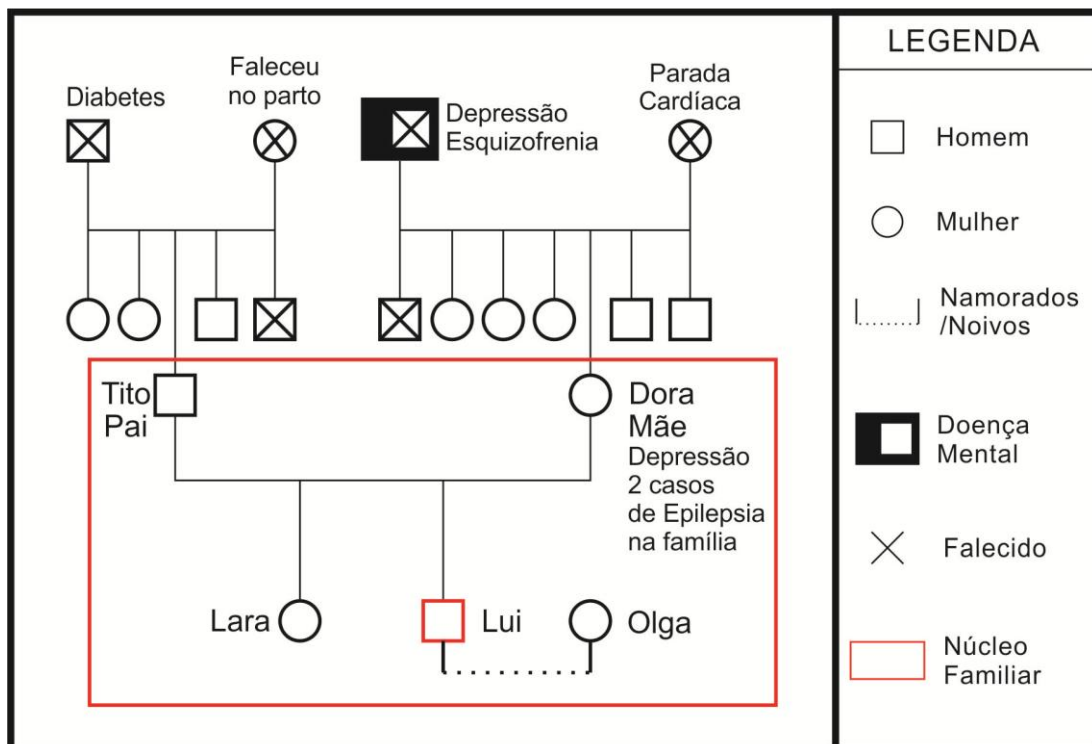 Diabetes
Faleceu
no parto
Depressão
Esquizofrenia
Parada
Cardíaca
Tito
Pai
Dora
Mãe
Depressão
2 casos
de Epilepsia
na família
Lara
Lui
Olga
LEGENDA
Homem
Mulher
Namorados
/Noivos
Doença
Mental
Falecido
Núcleo
Familiar